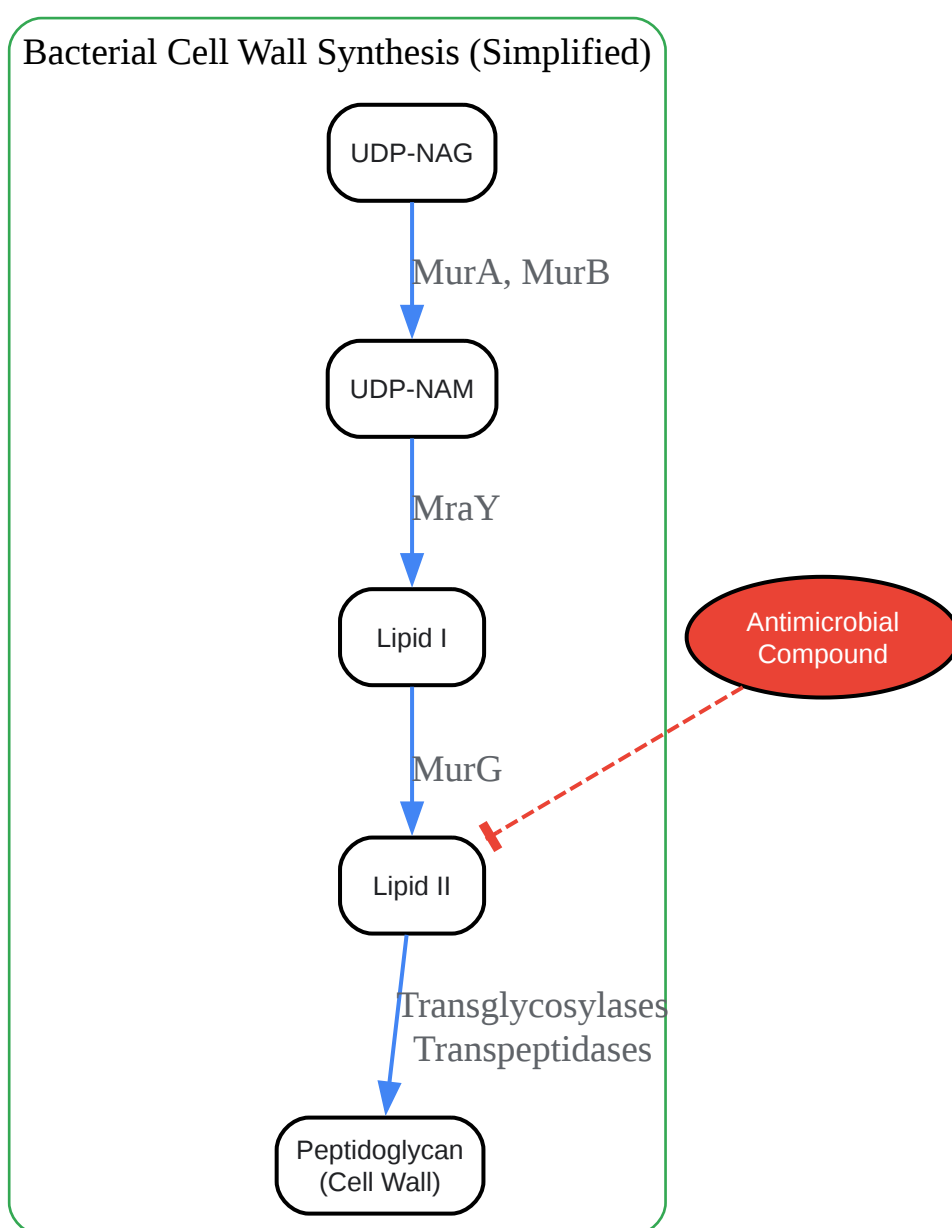 Bacterial Cell Wall Synthesis (Simplified)
UDP-NAG
MurA, MurB
UDP-NAM
MraY
Lipid I
Antimicrobial
Compound
MurG
Lipid II
Transglycosylases
Transpeptidases
Peptidoglycan
(Cell Wall)